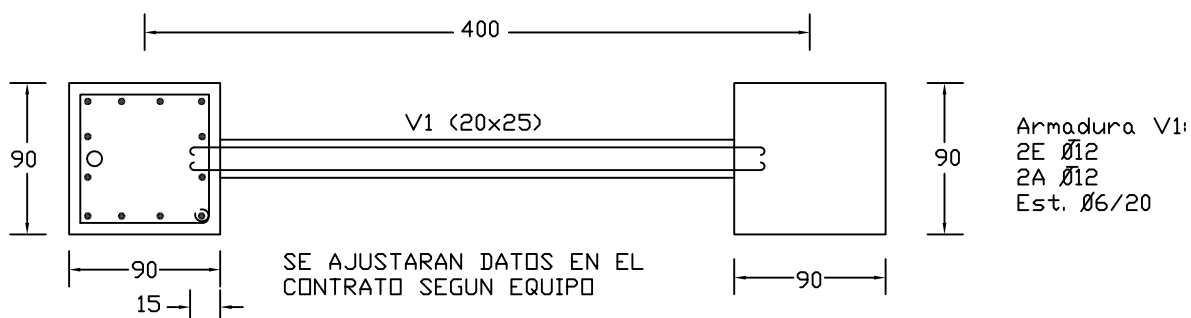 400
V1 (20x25)
90
90
Armadura V1:
2E Ø12
2A Ø12
Est. Ø6/20
90
SE AJUSTARAN DATOS EN EL
CONTRATO SEGUN EQUIPO
90
15